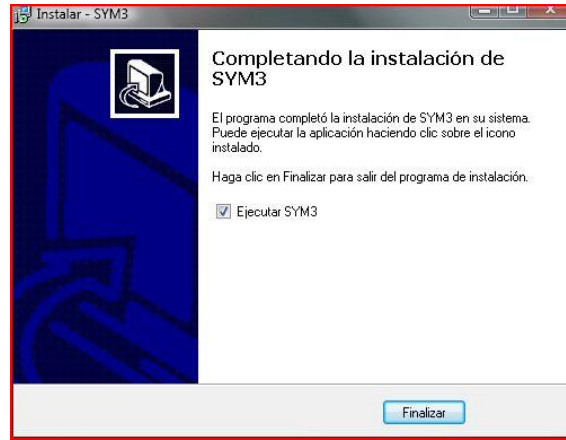 Instalar - SYM3
Completando la instalación de
SYM3
El programa completó la instalación de SYM3 en su sistema.
Puede ejecutar la aplicación haciendo clic sobre el icono
instalado.
Haga clic en Finalizar para salir del programa de instalación.
Ejecutar SYM3
Finalizar